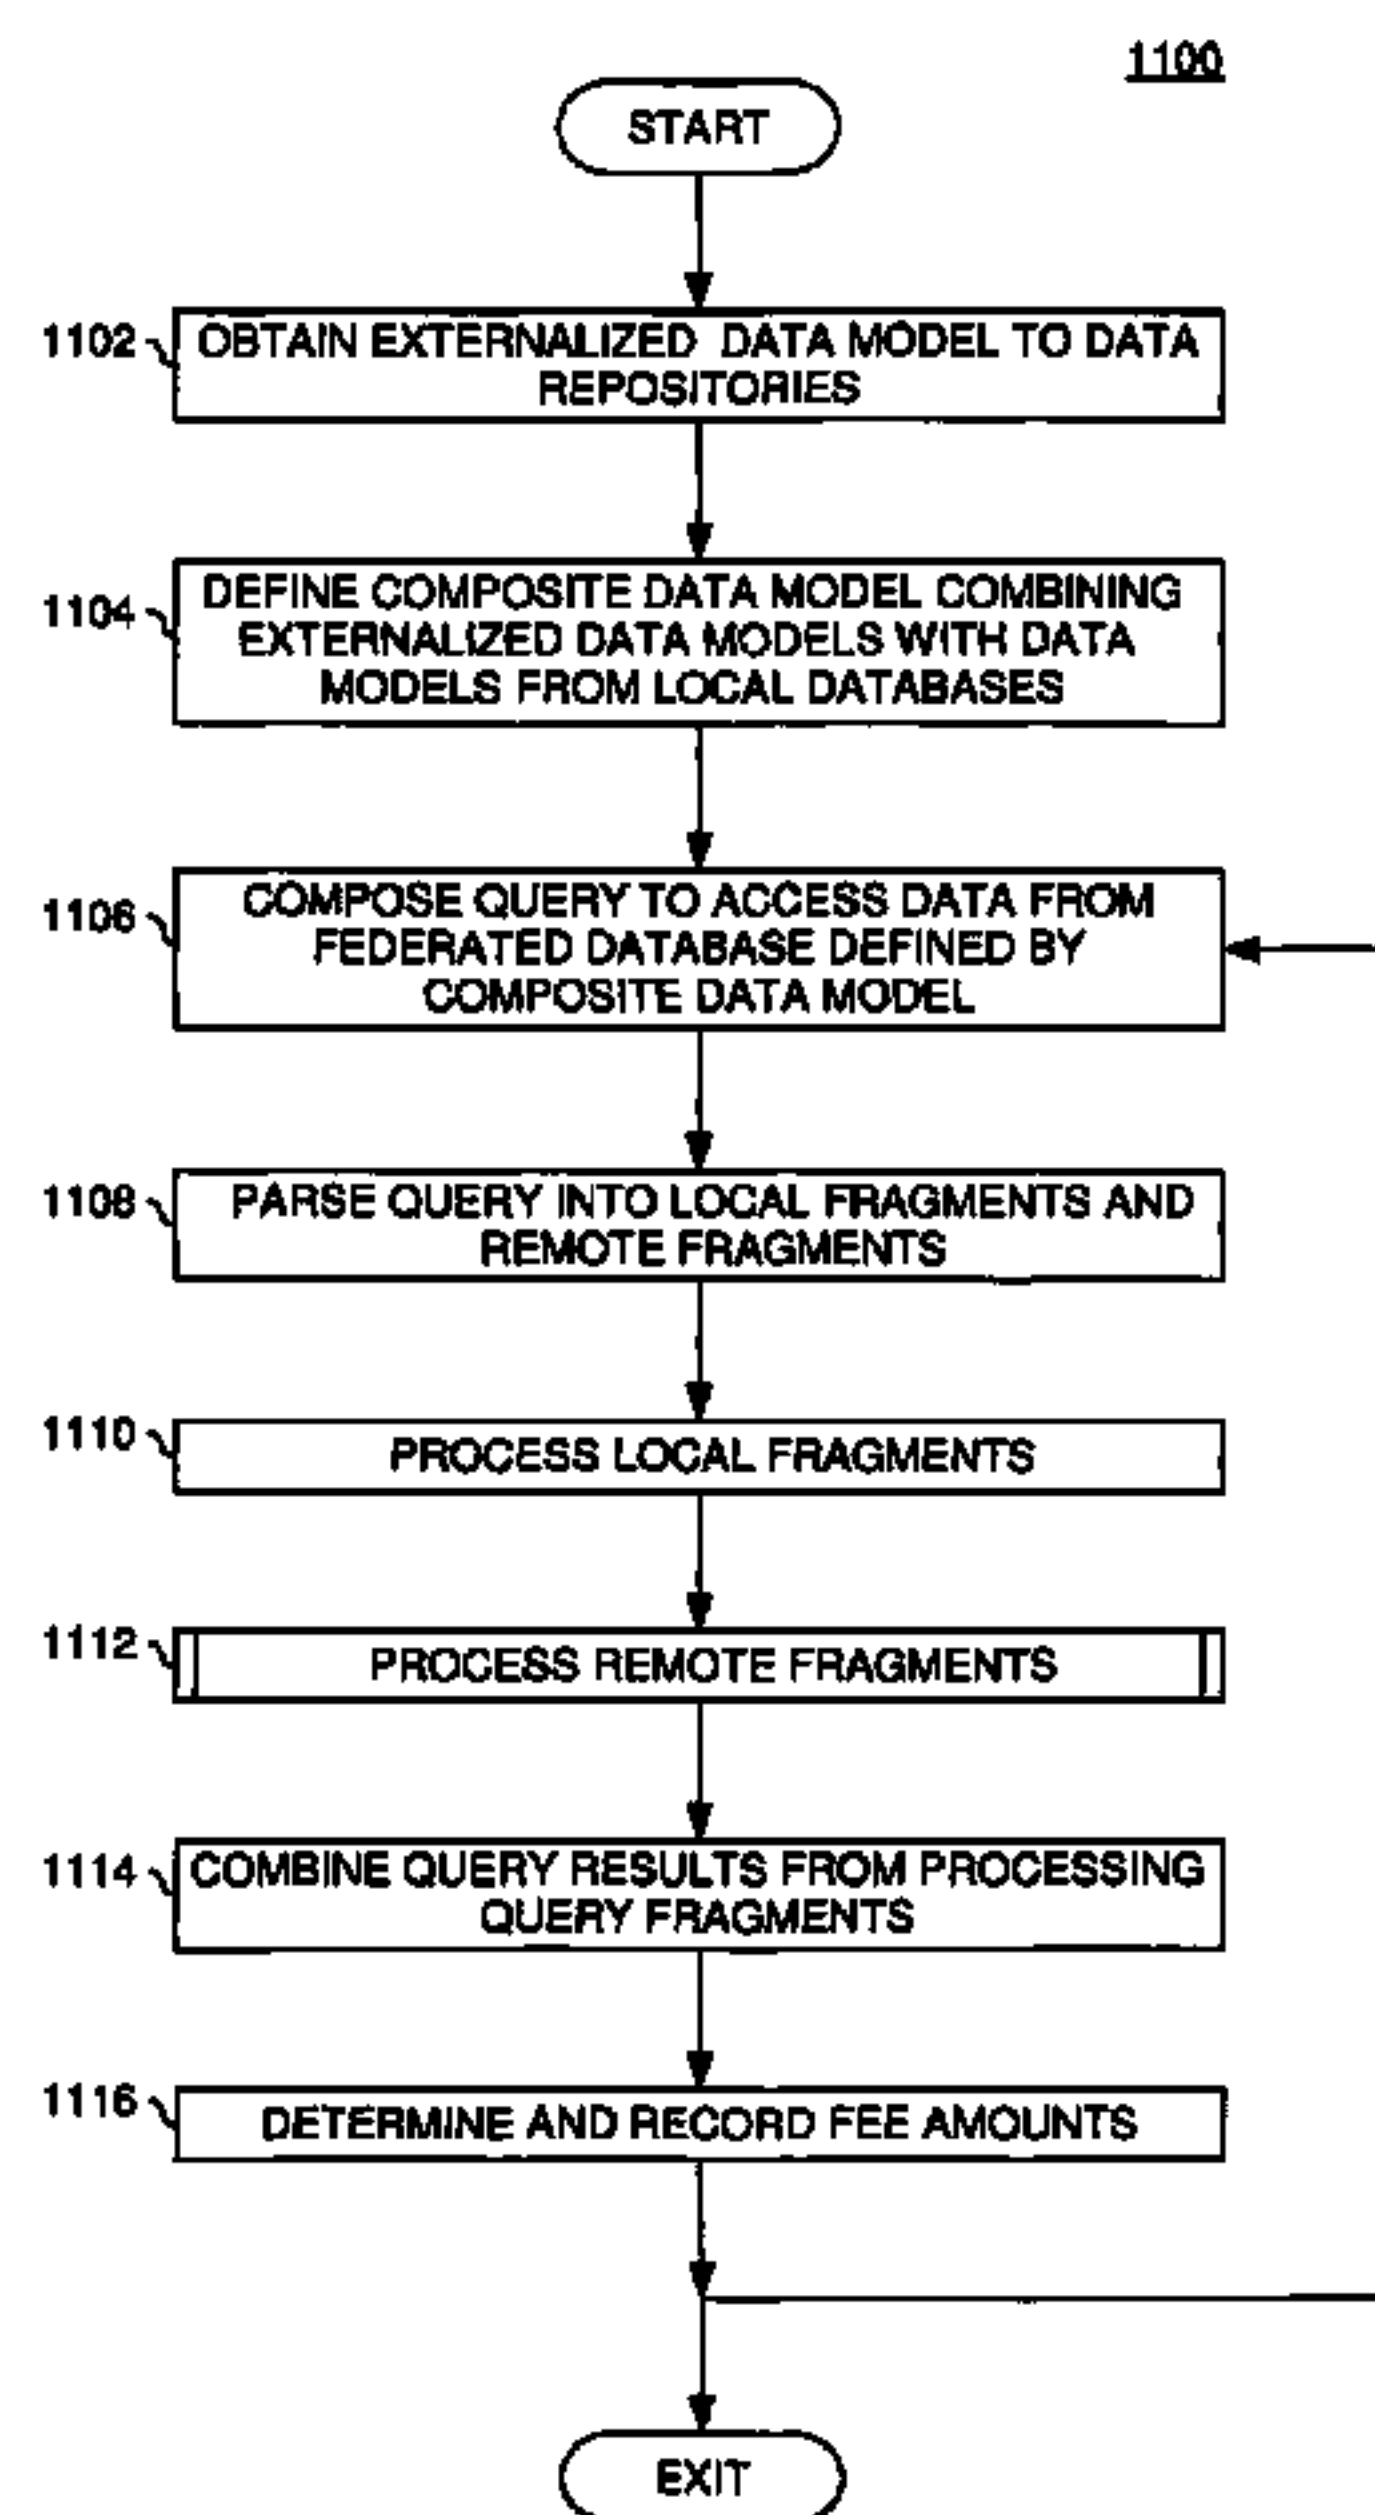 1100
START
1102
OBTAIN EXTERNALIZED DATA MODEL TO DATA
REPOSITORIES
1104
DEFINE COMPOSITE DATA MODEL COMBINING
EXTERNALIZED DATA MODELS WITH DATA
MODELS FROM LOCAL DATABASES
1106
COMPOSE QUERY TO ACCESS DATA FROM
FEDERATED DATABASE DEFINED BY
COMPOSITE DATA MODEL
1108
PARSE QUERY INTO LOCAL FRAGMENTS AND
REMOTE FRAGMENTS
1110
PROCESS LOCAL FRAGMENTS
1112
PROCESS REMOTE FRAGMENTS
1114
COMBINE QUERY RESULTS FROM PROCESSING
QUERY FRAGMENTS
1116
DETERMINE AND RECORD FEE AMOUNTS
EXIT